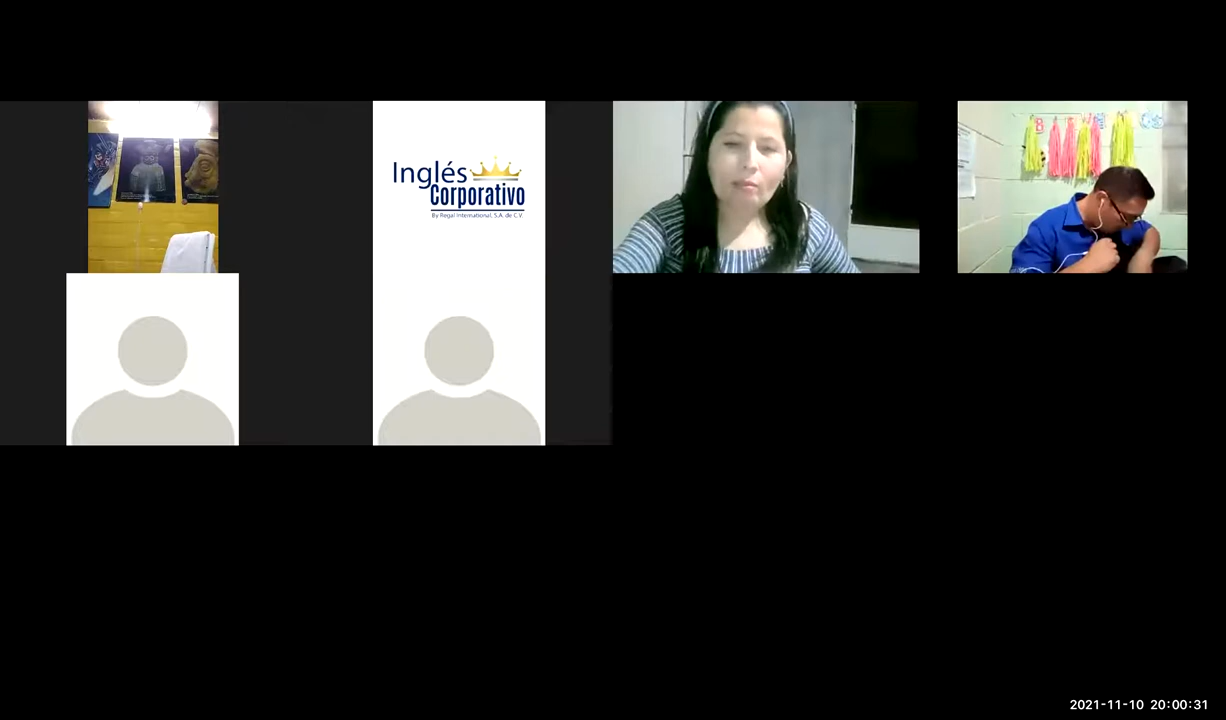 Inglés
Corporativo
By Regal International, S.A. de C.V.
2021-11-10 20:00:31